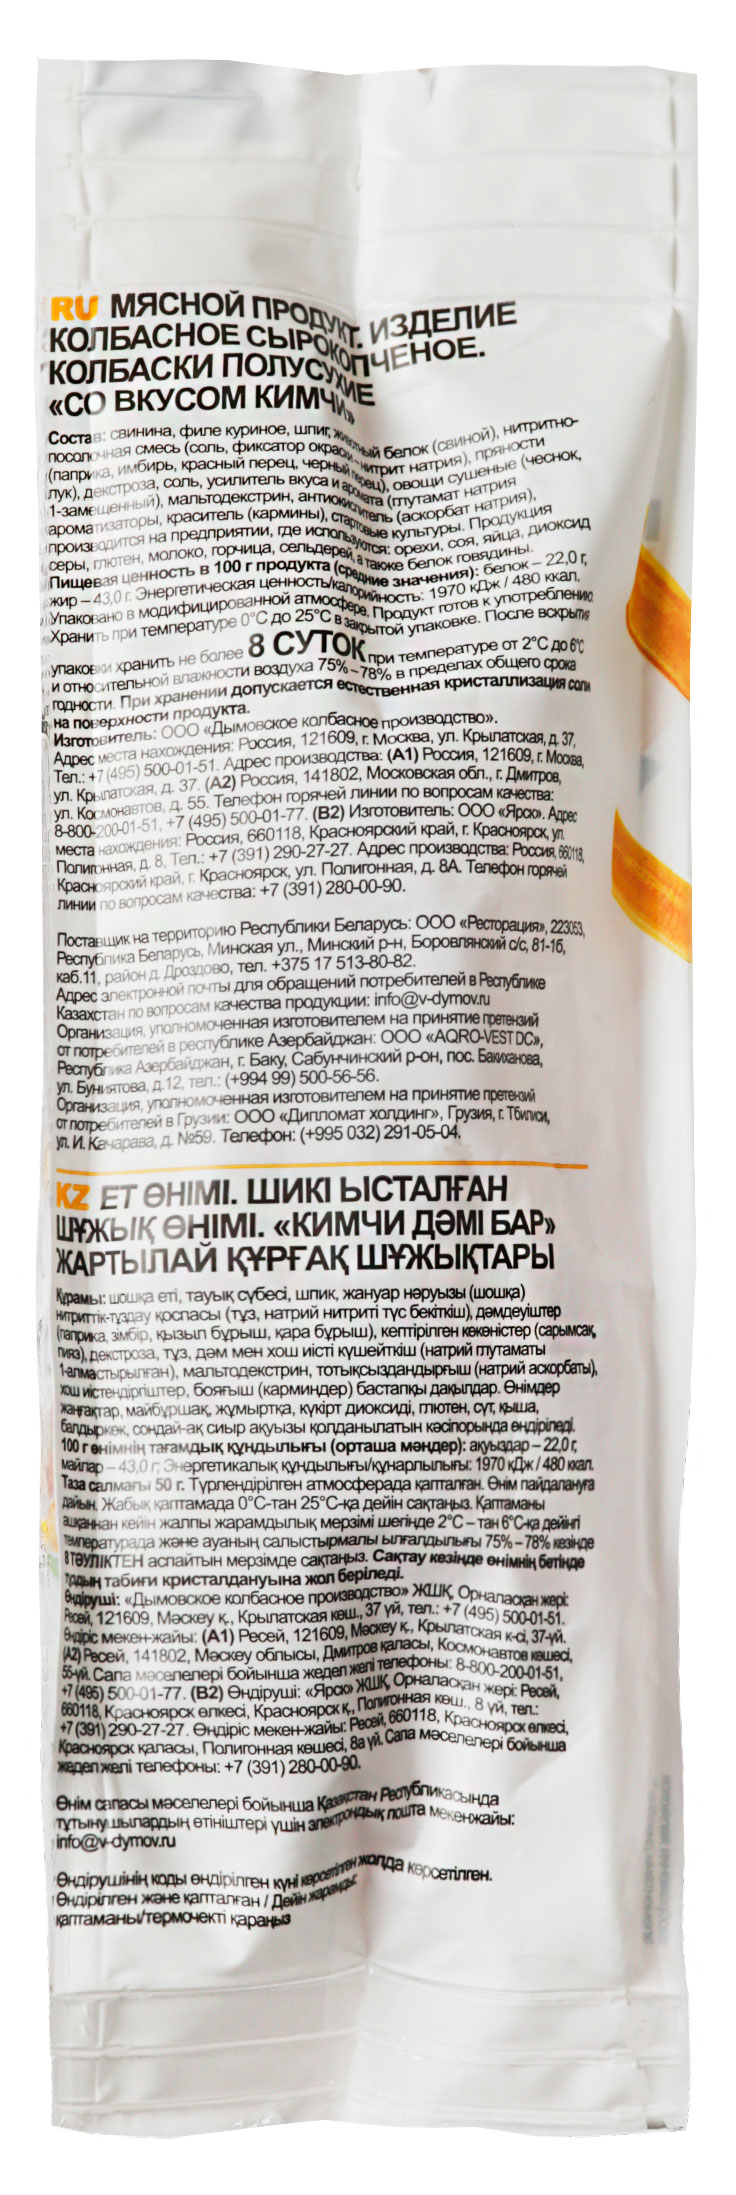 RU МЯСНОЙ ПРОДУКТ. ИЗДЕЛИЕ
КОЛБАСНОЕ СЫРОКОПЧЕНОЕ.
КОЛБАСКИ ПОЛУСУХИЕ
«СО ВКУСОМ КИМЧИ»
Состав: свинина, филе куриное, шпиг, животный белок (свиной), нитритно-
посолочная смесь (соль, фиксатор окраски-нитрит натрия), пряности
(паприка, имбирь, красный перец, черный перец), овощи сушеные (чеснок,
лук), декстроза, соль, усилитель вкуса и аромата (глутамат натрия
1-замещенный), мальтодекстрин, антиокислитель (аскорбат натрия),
ароматизаторы, краситель (кармины), стартовые культуры. Продукция
производится на предприятии, где используются: орехи, соя, яйца, диоксид
серы, глютен, молоко, горчица, сельдерей, а также белок говядины.
Пищевая ценность в 100 г продукта (средние значения): белок – 22,0 г,
жир – 43,0 г. Энергетическая ценность/калорийность: 1970 кДж / 480 ккал.
Упаковано в модифицированной атмосфере. Продукт готов к употреблению.
Хранить при температуре 0°С до 25°С в закрытой упаковке. После вскрытия
упаковки хранить не более 8 СУТОК при температуре от 2°С до 6°С
и относительной влажности воздуха 75% – 78% в пределах общего срока
годности. При хранении допускается естественная кристаллизация соли
на поверхности продукта.
Изготовитель: ООО «Дымовское колбасное производство».
Адрес места нахождения: Россия, 121609, г. Москва, ул. Крылатская, д. 37,
Тел.: +7 (495) 500-01-51. Адрес производства: (А1) Россия, 121609, г. Москва,
ул. Крылатская, д. 37. (А2) Россия, 141802, Московская обл., г. Дмитров,
ул. Космонавтов, д. 55. Телефон горячей линии по вопросам качества:
8-800-200-01-51, +7 (495) 500-01-77. (В2) Изготовитель: ООО «Ярск». Адрес
места нахождения: Россия, 660118, Красноярский край, г. Красноярск, ул.
Полигонная, д. 8, Тел.: +7 (391) 290-27-27. Адрес производства: Россия, 660118,
Красноярский край, г. Красноярск, ул. Полигонная, д. 8А. Телефон горячей
линии по вопросам качества: +7 (391) 280-00-90.
Поставщик на территорию Республики Беларусь: ООО «Ресторация», 223053,
Республика Беларусь, Минская ул., Минский р-н, Боровлянский с/с, 81-1б,
каб.11, район д. Дроздово, тел. +375 17 513-80-82.
Адрес электронной почты для обращений потребителей в Республике
Казахстан по вопросам качества продукции: info@v-dymov.ru
Организация, уполномоченная изготовителем на принятие претензий
от потребителей в республике Азербайджан: ООО «AQRO-VEST DC»,
Республика Азербайджан, г. Баку, Сабунчинский р-он, пос. Бакиханова,
ул. Буниятова, д.12, тел.: (+994 99) 500-56-56.
Организация, уполномоченная изготовителем на принятие претензий
от потребителей в Грузии: ООО «Дипломат холдинг», Грузия, г. Тбилиси,
ул. И. Качарава, д. №59. Телефон: (+995 032) 291-05-04.
KZ ЕТ ӨНІМІ. ШИКІ ЫСТАЛҒАН
ШҰЖЫҚ ӨНІМІ. «КИМЧИ ДӘМІ БАР»
ЖАРТЫЛАЙ ҚҰРҒАҚ ШҰЖЫҚТАРЫ
Құрамы: шошқа еті, тауық сүбесі, шпик, жануар нәруызы (шошқа)
нитриттік-тұздау қоспасы (тұз, натрий нитриті түс бекіткіш), дәмдеуіштер
(паприка, зімбір, қызыл бұрыш, қара бұрыш), кептірілген көкөністер (сарымсақ,
пияз), декстроза, тұз, дәм мен хош иісті күшейткіш (натрий глутаматы
1-алмастырылған), мальтодекстрин, тотықсыздандырғыш (натрий аскорбаты),
хош иістендіргіштер, бояғыш (карминдер) бастапқы дақылдар. Өнімдер
жаңғақтар, майбұршақ, жұмыртқа, күкірт диоксиді, глютен, сүт, қыша,
балдыркөк, сондай-ақ сиыр ақуызы қолданылатын кәсіпорында өндіріледі.
100 г өнімнің тағамдық құндылығы (орташа мәндер): ақуыздар – 22,0 г,
майлар – 43,0 г; Энергетикалық құндылығы/құнарлылығы: 1970 кДж / 480 ккал.
Таза салмағы 50 г. Түрлендірілген атмосферада қапталған. Өнім пайдалануға
дайын. Жабық қаптамада 0°С-тан 25°С-қа дейін сақтаңыз. Қаптаманы
ашқаннан кейін жалпы жарамдылық мерзімі шегінде 2°С – тан 6°С-қа дейінгі
температурада және ауаның салыстырмалы ылғалдылығы 75% – 78% кезінде
8 ТӘУЛІКТЕН аспайтын мерзімде сақтаңыз. Сақтау кезінде өнімнің бетінде
тұздың табиғи кристалдануына жол беріледі.
Өндіруші: «Дымовское колбасное производство» ЖШҚ, Орналасқан жері:
Ресей, 121609, Мәскеу қ., Крылатская көш., 37 үй, тел.: +7 (495) 500-01-51.
Өндіріс мекен-жайы: (А1) Ресей, 121609, Мәскеу қ., Крылатская к-сі, 37-үй.
(А2) Ресей, 141802, Мәскеу облысы, Дмитров қаласы, Космонавтов көшесі,
55-үй. Сапа мәселелері бойынша жедел желі телефоны: 8-800-200-01-51,
+7 (495) 500-01-77. (В2) Өндіруші: «Ярск» ЖШҚ, Орналасқан жері: Ресей,
660118, Красноярск өлкесі, Красноярск қ., Полигонная көш., 8 үй, тел.:
+7 (391) 290-27-27. Өндіріс мекен-жайы: Ресей, 660118, Красноярск өлкесі,
Красноярск қаласы, Полигонная көшесі, 8а үй. Сапа мәселелері бойынша
жедел желі телефоны: +7 (391) 280-00-90.
Өнім сапасы мәселелері бойынша Қазақстан Республикасында
тұтынушылардың өтініштері үшін электрондық пошта мекенжайы:
info@v-dymov.ru
Өндірушінің коды өндірілген күні көрсетілген жолда көрсетілген.
Өндірілген және қапталған / Дейін жарамды:
қаптаманы/термочекті қараңыз